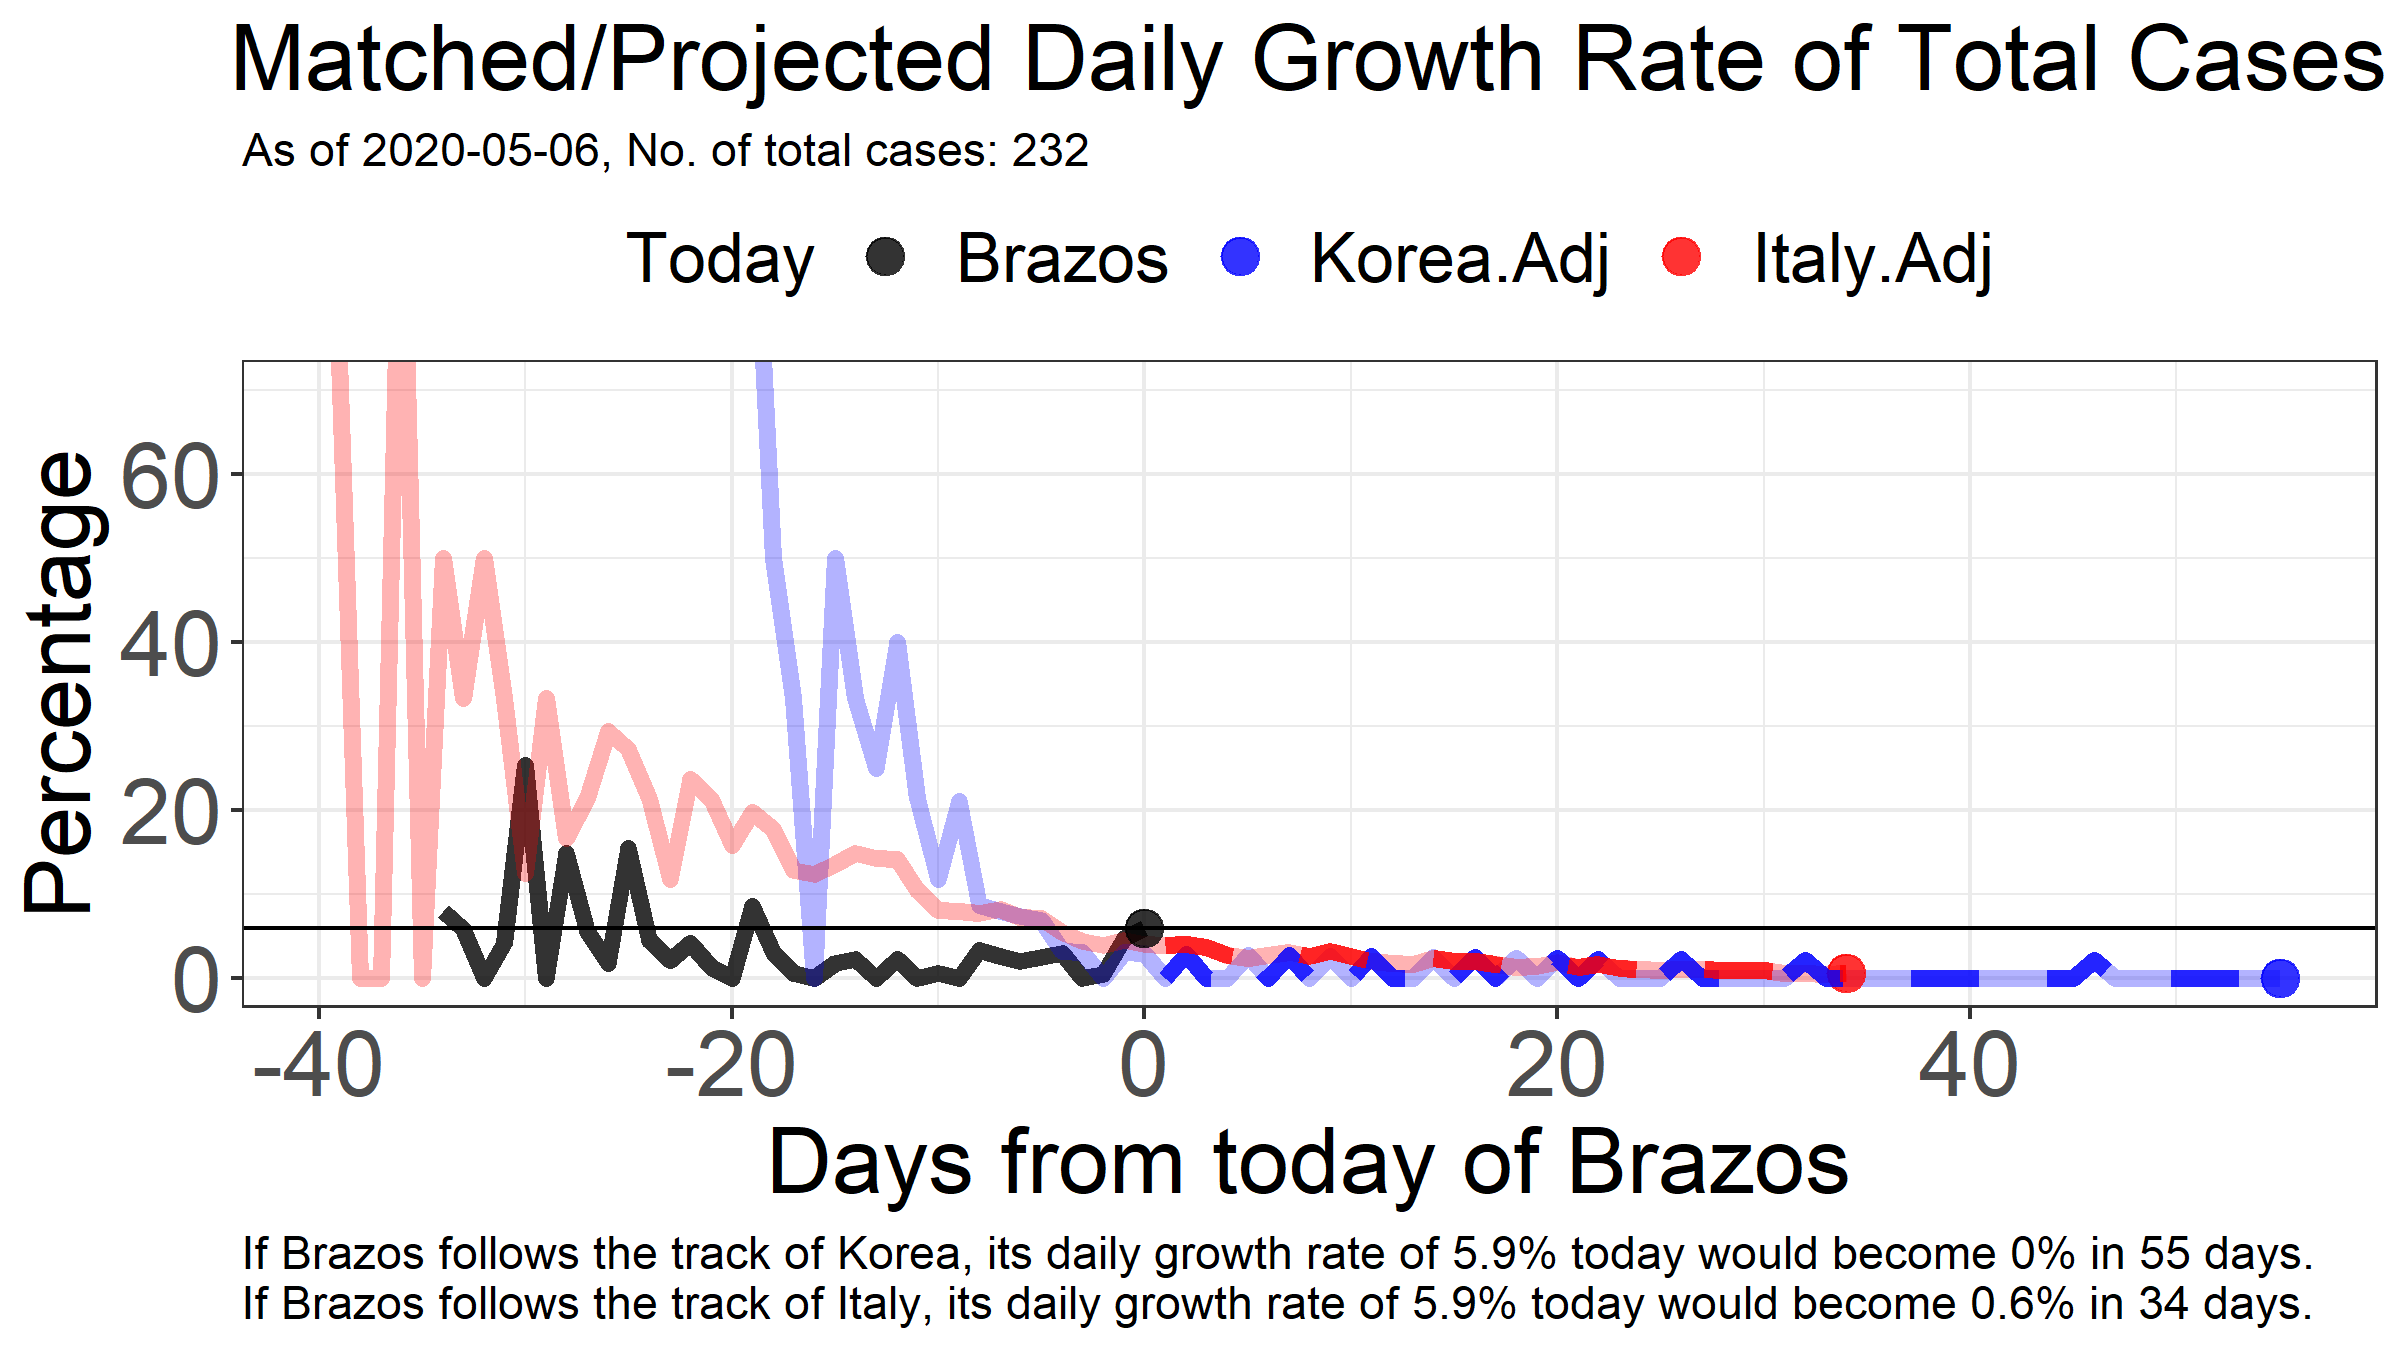 Matched/Projected Daily Growth Rate of Total Cases
As of 2020-05-06, No. of total cases: 232
Today Brazos Korea.Adj Italy.Adj
Percentage
60
40
20
0
-40 -20 0 20 40
Days from today of Brazos
If Brazos follows the track of Korea, its daily growth rate of 5.9% today would become 0% in 55 days.
If Brazos follows the track of Italy, its daily growth rate of 5.9% today would become 0.6% in 34 days.